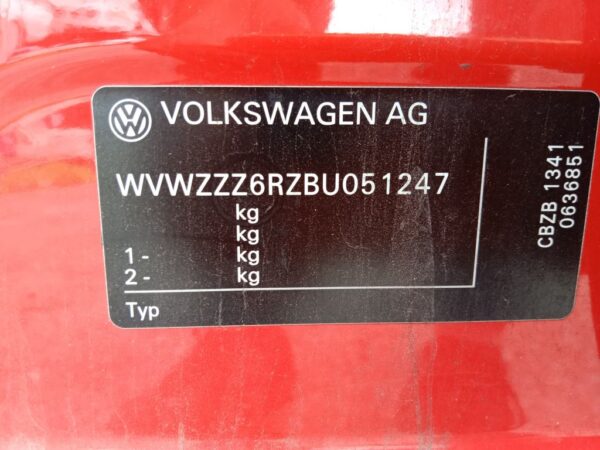 VOLKSWAGEN AG
WVWZZZ6RZBU051247
kg
kg
1 - kg
2 - kg
Typ
CBZB 1341
0636851